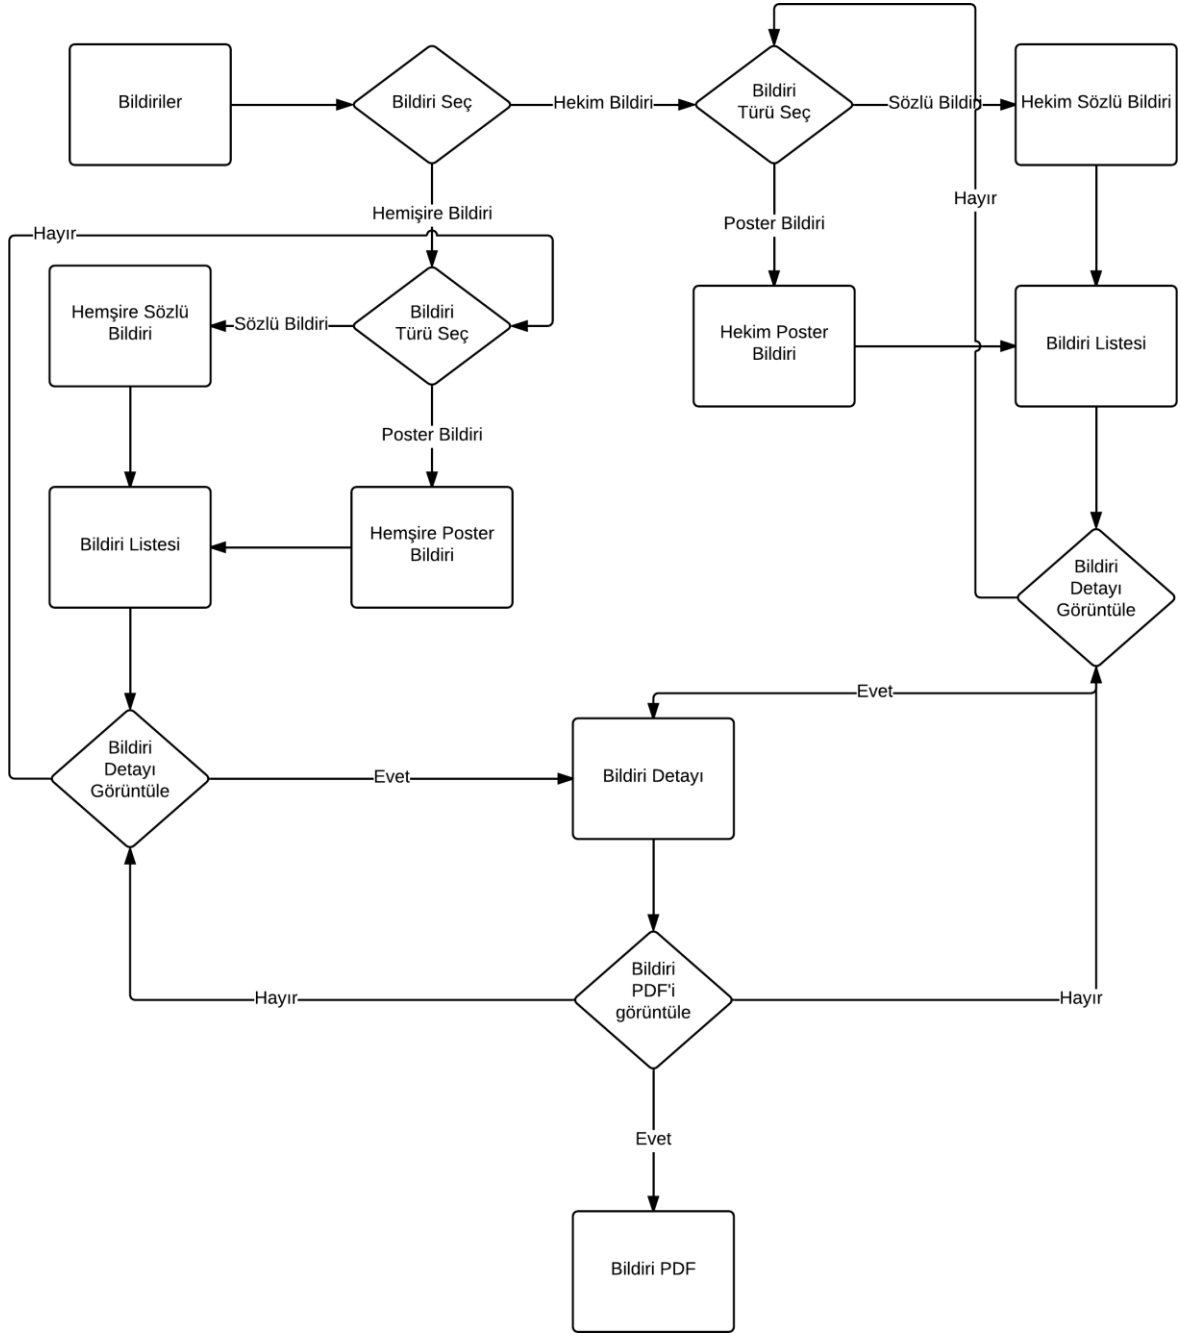 Bildiriler
Bildiri Seç
Hekim Bildiri
Bildiri
Türü Seç
Sözlü Bildiri
Hekim Sözlü Bildiri
Hemişire Bildiri
Hayır
Poster Bildiri
Hayır
Hemşire Sözlü
Bildiri
Sözlü Bildiri
Bildiri
Türü Seç
Hekim Poster
Bildiri
Bildiri Listesi
Poster Bildiri
Bildiri Listesi
Hemşire Poster
Bildiri
Bildiri
Detayı
Görüntüle
Evet
Bildiri
Detayı
Görüntüle
Evet
Bildiri Detayı
Bildiri
PDF'i
görüntüle
Hayır
Hayır
Evet
Bildiri PDF